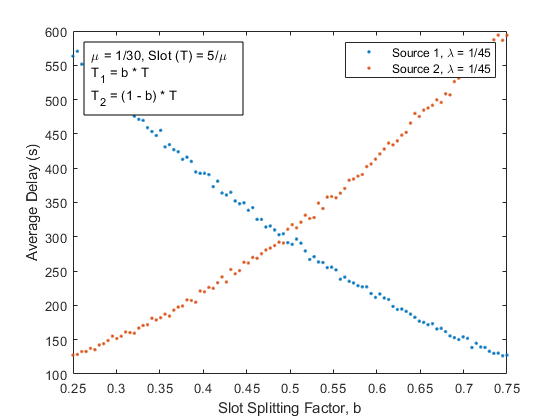 600
550
500
450
400
350
300
250
200
150
100
Average Delay (s)
μ = 1/30, Slot (T) = 5/μ
T₁ = b * T
T₂ = (1 - b) * T
Source 1, λ = 1/45
Source 2, λ = 1/45
0.25 0.3 0.35 0.4 0.45 0.5 0.55 0.6 0.65 0.7 0.75
Slot Splitting Factor, b